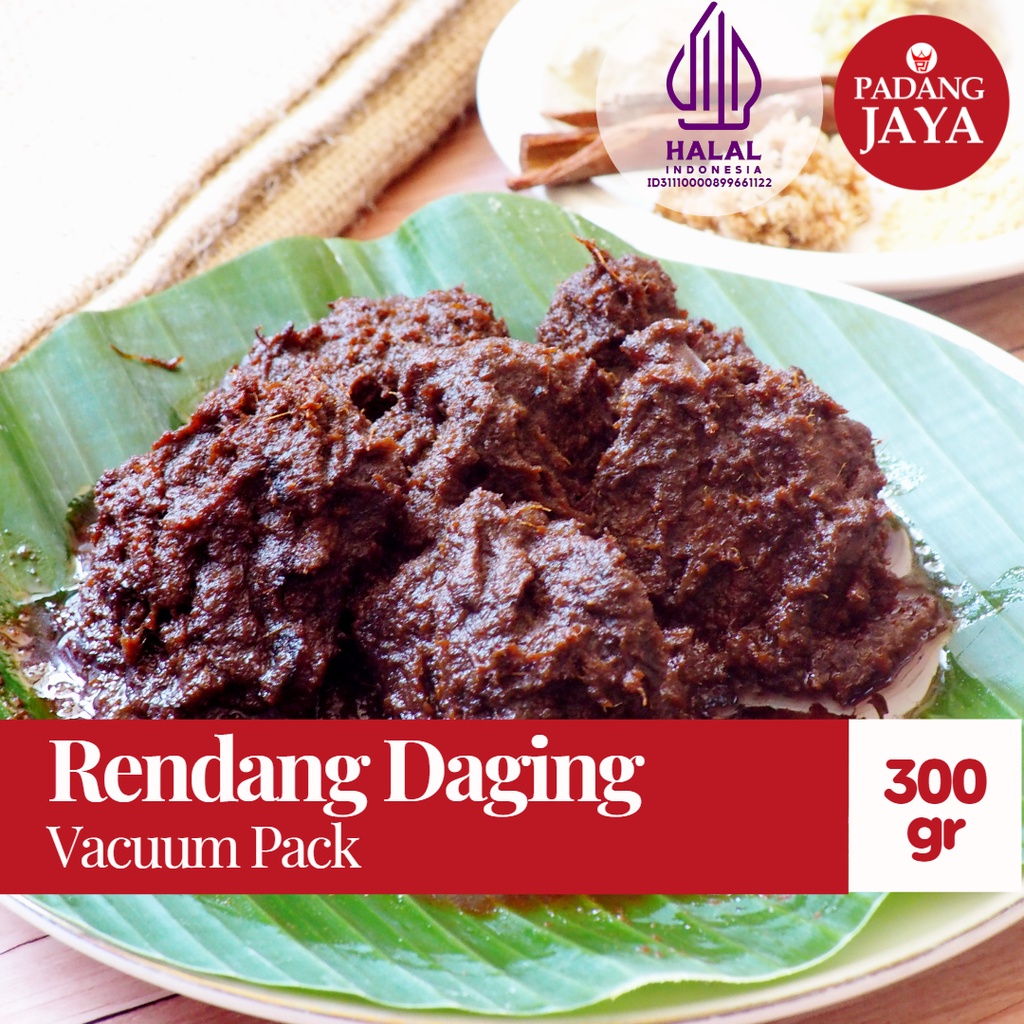 HALAL
INDONESIA
ID31110000899661122
PADANG
JAYA
Rendang Daging
Vacuum Pack
300
gr